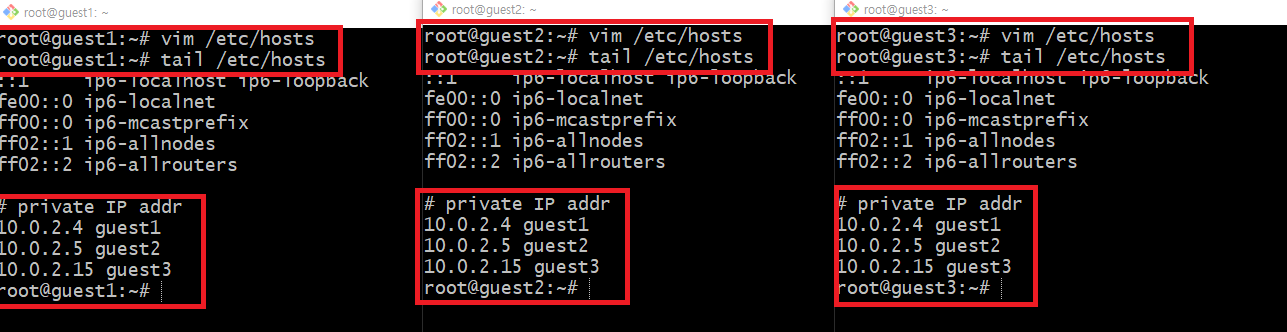 root@guest1: ~
root@guest1:~# vim /etc/hosts
root@guest1:~# tail /etc/hosts
::1     ip6-localhost ip6-loopback
fe00::0 ip6-localnet
ff00::0 ip6-mcastprefix
ff02::1 ip6-allnodes
ff02::2 ip6-allrouters
# private IP addr
10.0.2.4 guest1
10.0.2.5 guest2
10.0.2.15 guest3
root@guest1:~#
root@guest2: ~
root@guest2:~# vim /etc/hosts
root@guest2:~# tail /etc/hosts
::1     ip6-localhost ip6-loopback
fe00::0 ip6-localnet
ff00::0 ip6-mcastprefix
ff02::1 ip6-allnodes
ff02::2 ip6-allrouters
# private IP addr
10.0.2.4 guest1
10.0.2.5 guest2
10.0.2.15 guest3
root@guest2:~#
root@guest3: ~
root@guest3:~# vim /etc/hosts
root@guest3:~# tail /etc/hosts
::1     ip6-localhost ip6-loopback
fe00::0 ip6-localnet
ff00::0 ip6-mcastprefix
ff02::1 ip6-allnodes
ff02::2 ip6-allrouters
# private IP addr
10.0.2.4 guest1
10.0.2.5 guest2
10.0.2.15 guest3
root@guest3:~#